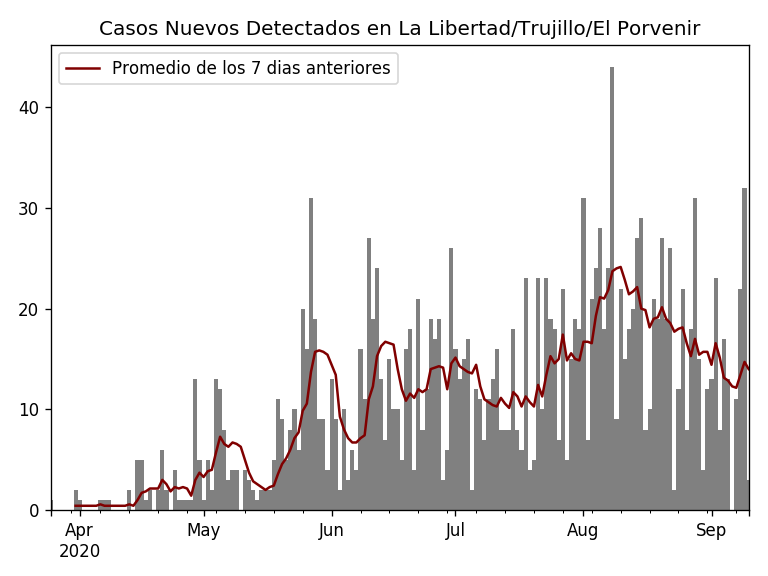 Casos Nuevos Detectados en La Libertad/Trujillo/El Porvenir
Promedio de los 7 dias anteriores
40
30
20
10
0
Apr May Jun Jul Aug Sep
2020